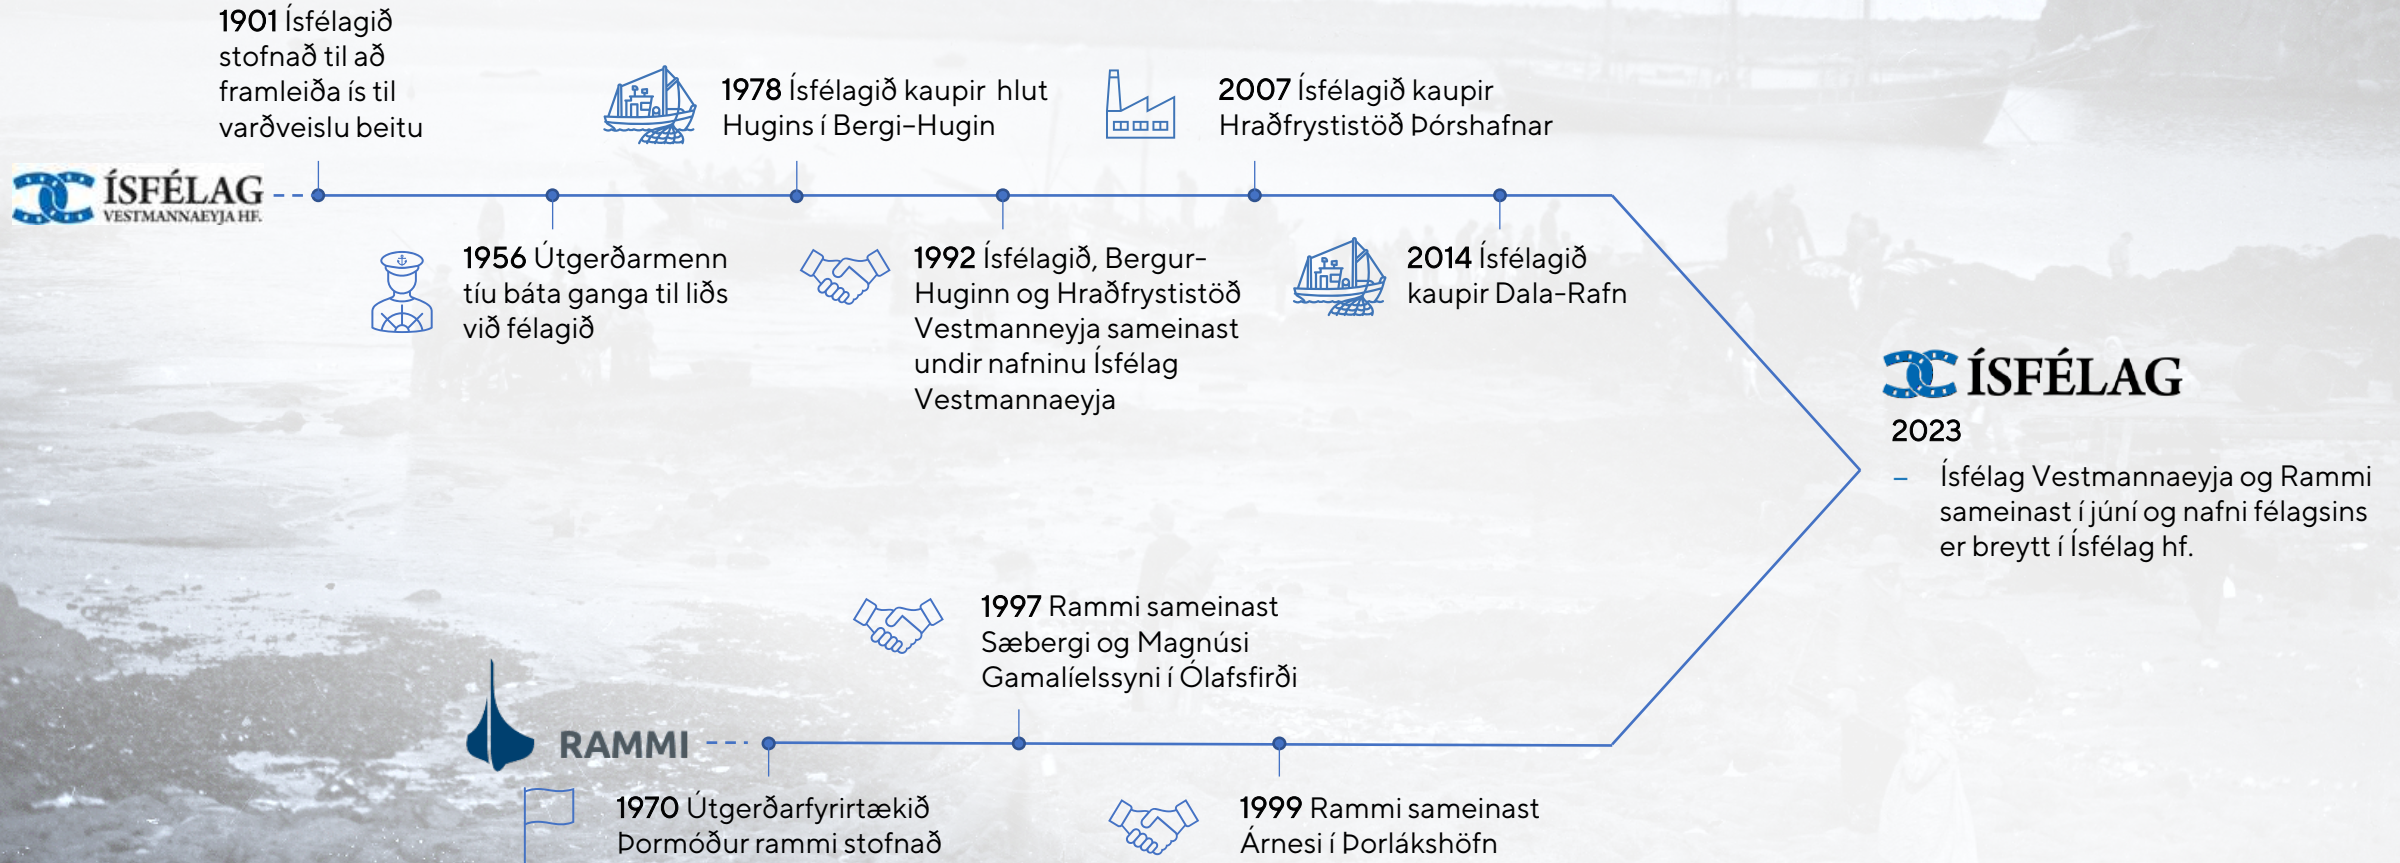 1901 Ísfélagið
stofnað til að
framleiða ís til
varðveislu beitu
1978 Ísfélagið kaupir hlut
Hugins í Bergi-Hugin
2007 Ísfélagið kaupir
Hraðfrystistöð Þórshafnar
ÍSFÉLAG
VESTMANNAEYJA HF.
1956 Útgerðarmenn
tíu báta ganga til liðs
við félagið
1992 Ísfélagið, Bergur-
Huginn og Hraðfrystistöð
Vestmanneyja sameinast
undir nafninu Ísfélag
Vestmannaeyja
2014 Ísfélagið
kaupir Dala-Rafn
ÍSFÉLAG
2023
– Ísfélag Vestmannaeyja og Rammi
sameinast í júní og nafni félagsins
er breytt í Ísfélag hf.
1997 Rammi sameinast
Sæbergi og Magnúsi
Gamalíelssyni í Ólafsfirði
RAMMI
1970 Útgerðarfyrirtækið
Þormóður rammi stofnað
1999 Rammi sameinast
Árnesi í Þorlákshöfn